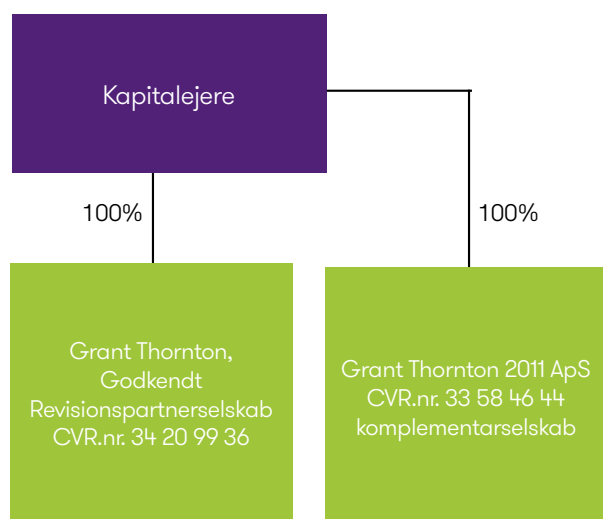 Kapitalejere
100%
100%
Grant Thornton,
Godkendt
Revisionspartnerselskab
CVR.nr. 34 20 99 36
Grant Thornton 2011 ApS
CVR.nr. 33 58 46 44
komplementarselskab